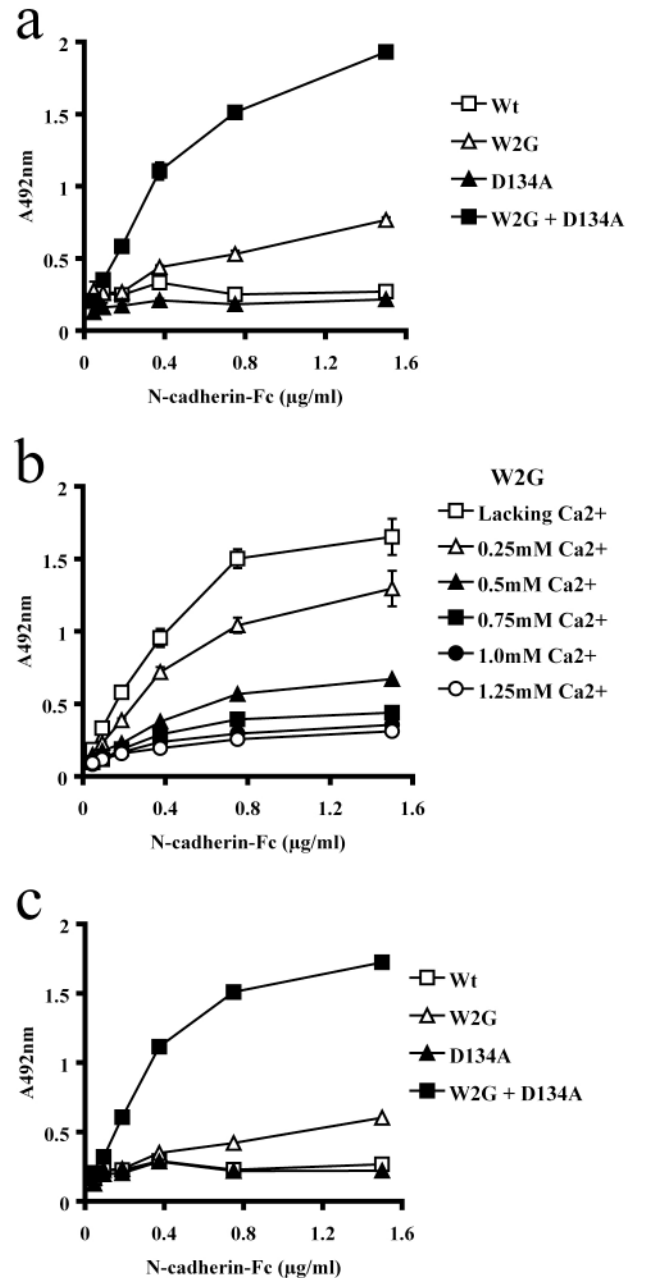 a
2
1.5
1
0.5
0
A492nm
0 0.4 0.8 1.2 1.6
N-cadherin-Fc (µg/ml)
Wt
W2G
D134A
W2G + D134A
b
2
1.5
1
0.5
0
A492nm
0 0.4 0.8 1.2 1.6
N-cadherin-Fc (µg/ml)
W2G
Lacking Ca2+
0.25mM Ca2+
0.5mM Ca2+
0.75mM Ca2+
1.0mM Ca2+
1.25mM Ca2+
c
2
1.5
1
0.5
0
A492nm
0 0.4 0.8 1.2 1.6
N-cadherin-Fc (µg/ml)
Wt
W2G
D134A
W2G + D134A